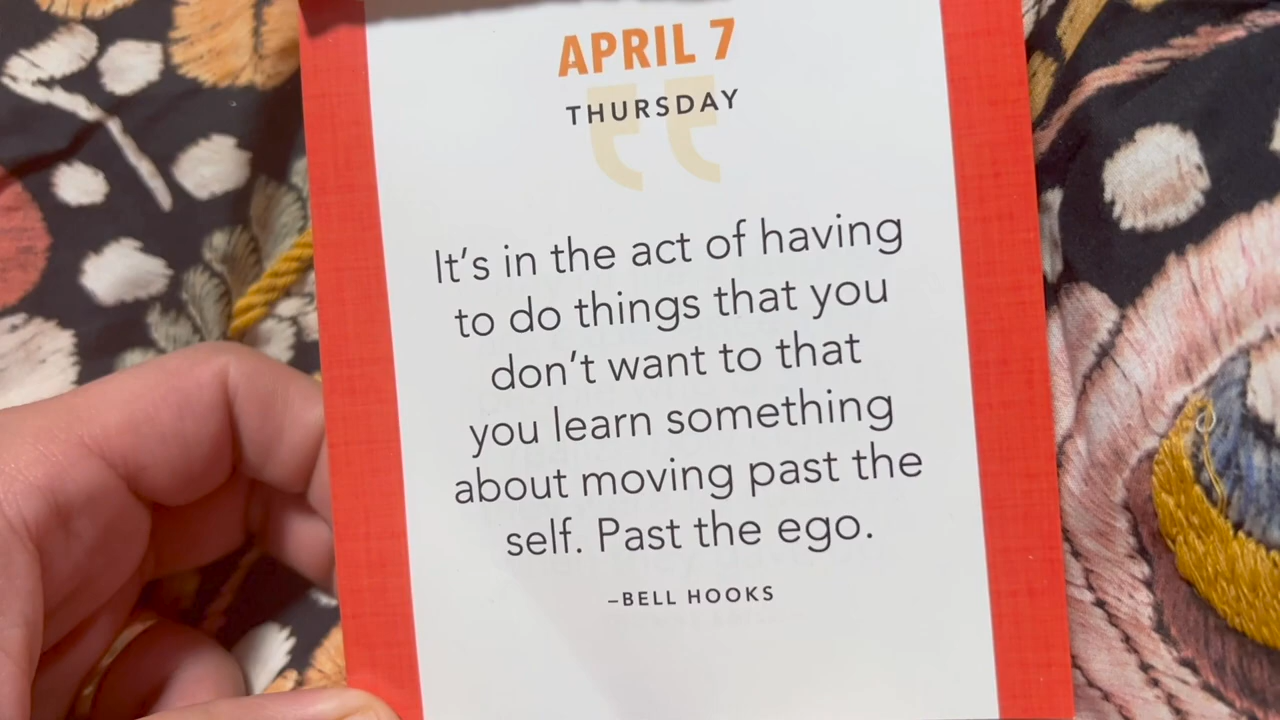 APRIL 7
THURSDAY
It's in the act of having
to do things that you
don't want to that
you learn something
about moving past the
self. Past the ego.
–BELL HOOKS